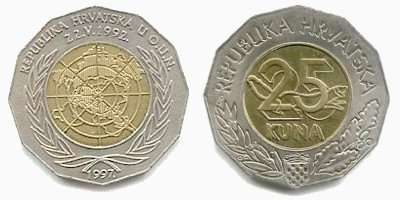 REPUBLIKA HRVATSKA U O.U.N.
22.V.1992.
1997.
REPUBLIKA HRVATSKA
25
KUNA